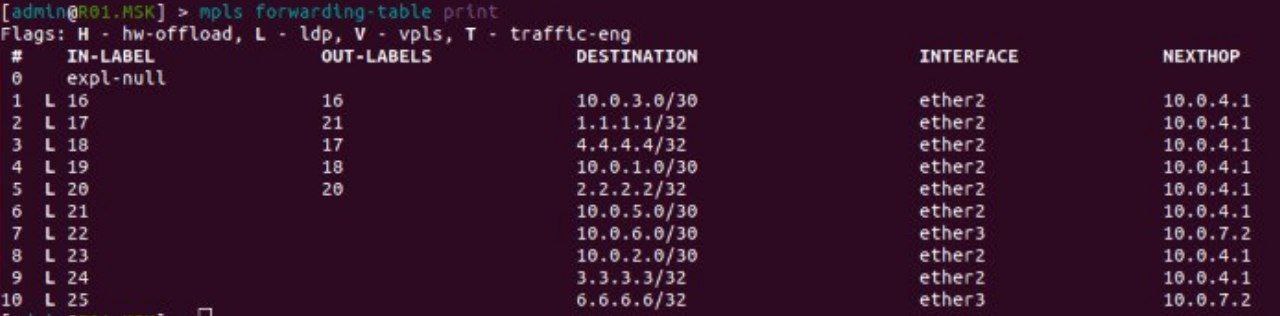 [admin@R01.MSK] > mpls forwarding-table print
Flags: H - hw-offload, L - ldp, V - vpls, T - traffic-eng
#     IN-LABEL     OUT-LABELS     DESTINATION     INTERFACE     NEXTHOP
0     expl-null
1  L 16     16     10.0.3.0/30     ether2     10.0.4.1
2  L 17     21     1.1.1.1/32     ether2     10.0.4.1
3  L 18     17     4.4.4.4/32     ether2     10.0.4.1
4  L 19     18     10.0.1.0/30     ether2     10.0.4.1
5  L 20     20     2.2.2.2/32     ether2     10.0.4.1
6  L 21     10.0.5.0/30     ether2     10.0.4.1
7  L 22     10.0.6.0/30     ether3     10.0.7.2
8  L 23     10.0.2.0/30     ether2     10.0.4.1
9  L 24     3.3.3.3/32     ether2     10.0.4.1
10  L 25     6.6.6.6/32     ether3     10.0.7.2